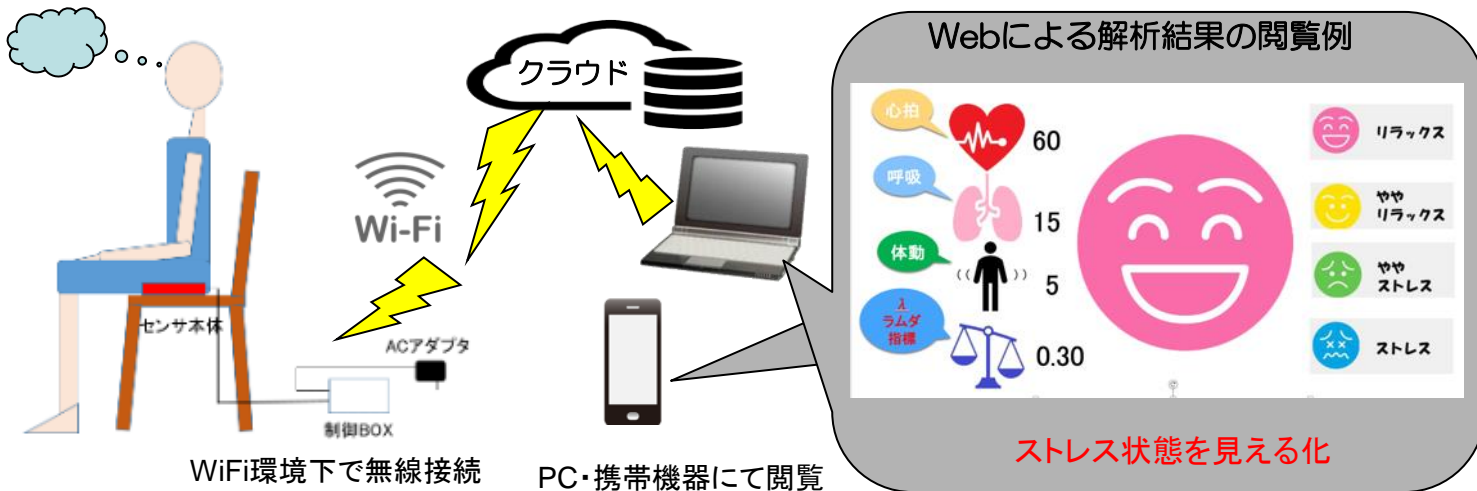 センサ本体
ACアダプタ
制御BOX
WiFi環境下で無線接続
Wi-Fi
クラウド
PC・携帯機器にて閲覧
Webによる解析結果の閲覧例
心拍
60
呼吸
15
体動
5
λ
ラムダ
指標
0.30
リラックス
やや
リラックス
やや
ストレス
ストレス
ストレス状態を見える化